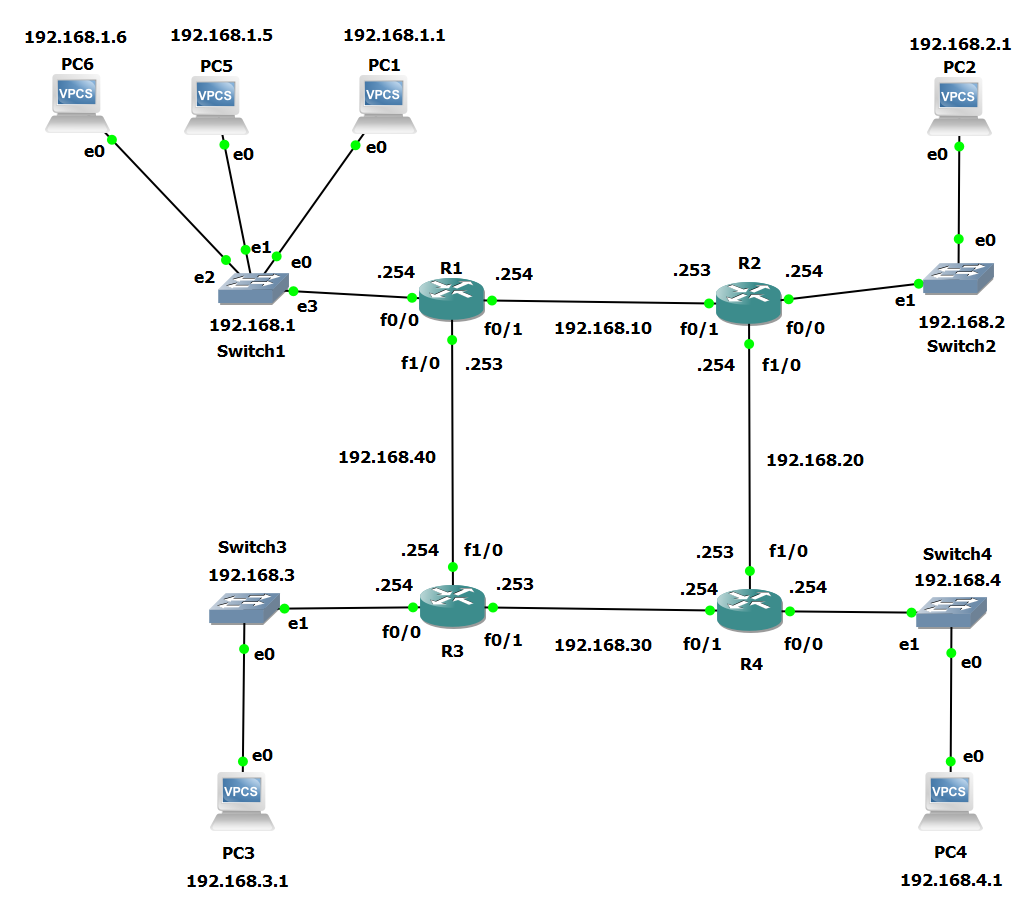 192.168.1.6
192.168.1.5
192.168.1.1
192.168.2.1
PC6
PC5
PC1
PC2
VPCS
VPCS
VPCS
VPCS
e0
e0
e0
e0
e2
e1
e0
e0
e3
e1
192.168.1
Switch1
192.168.2
Switch2
.254
R1
.254
f0/0
f0/1
192.168.10
.253
R2
.254
f0/1
f0/0
f1/0
.253
.254
f1/0
192.168.40
192.168.20
Switch3
192.168.3
.254
f1/0
.253
f1/0
Switch4
192.168.4
.254
.253
.254
.254
e1
f0/0
f0/1
R3
192.168.30
f0/1
f0/0
R4
e1
e0
e0
e0
e0
VPCS
VPCS
PC3
192.168.3.1
PC4
192.168.4.1